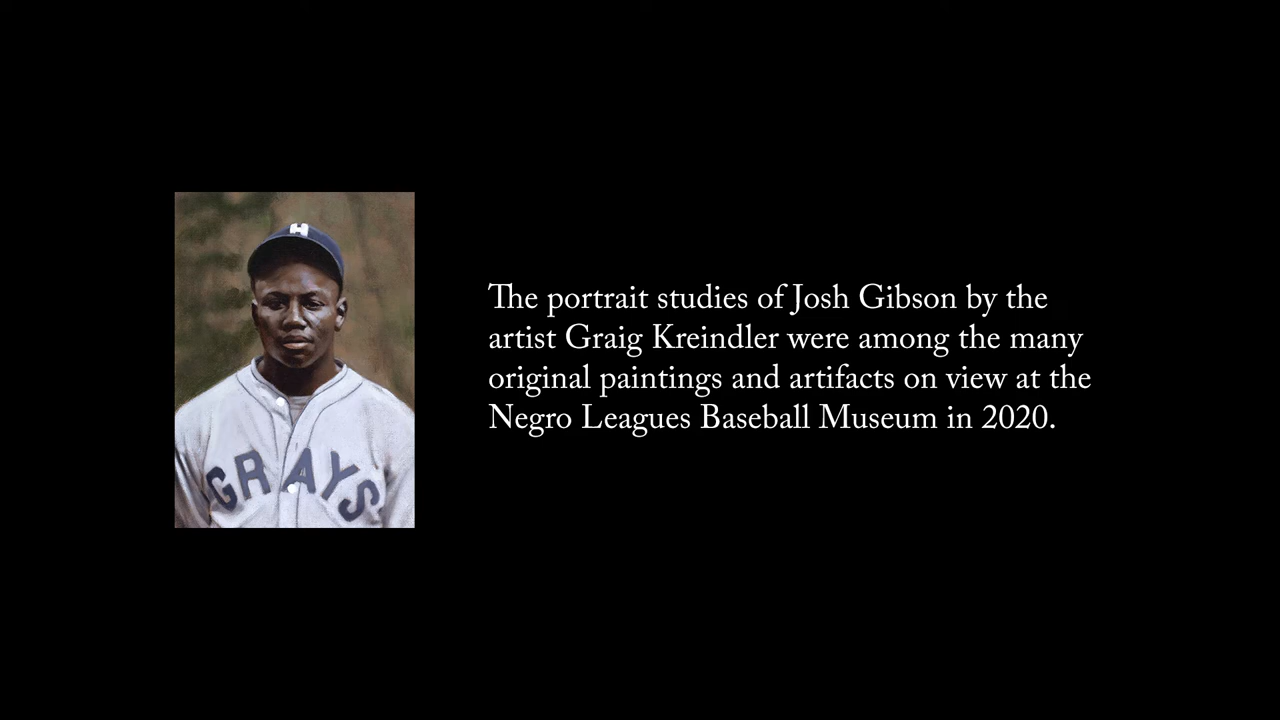 H
GRAYS
The portrait studies of Josh Gibson by the
artist Graig Kreindler were among the many
original paintings and artifacts on view at the
Negro Leagues Baseball Museum in 2020.